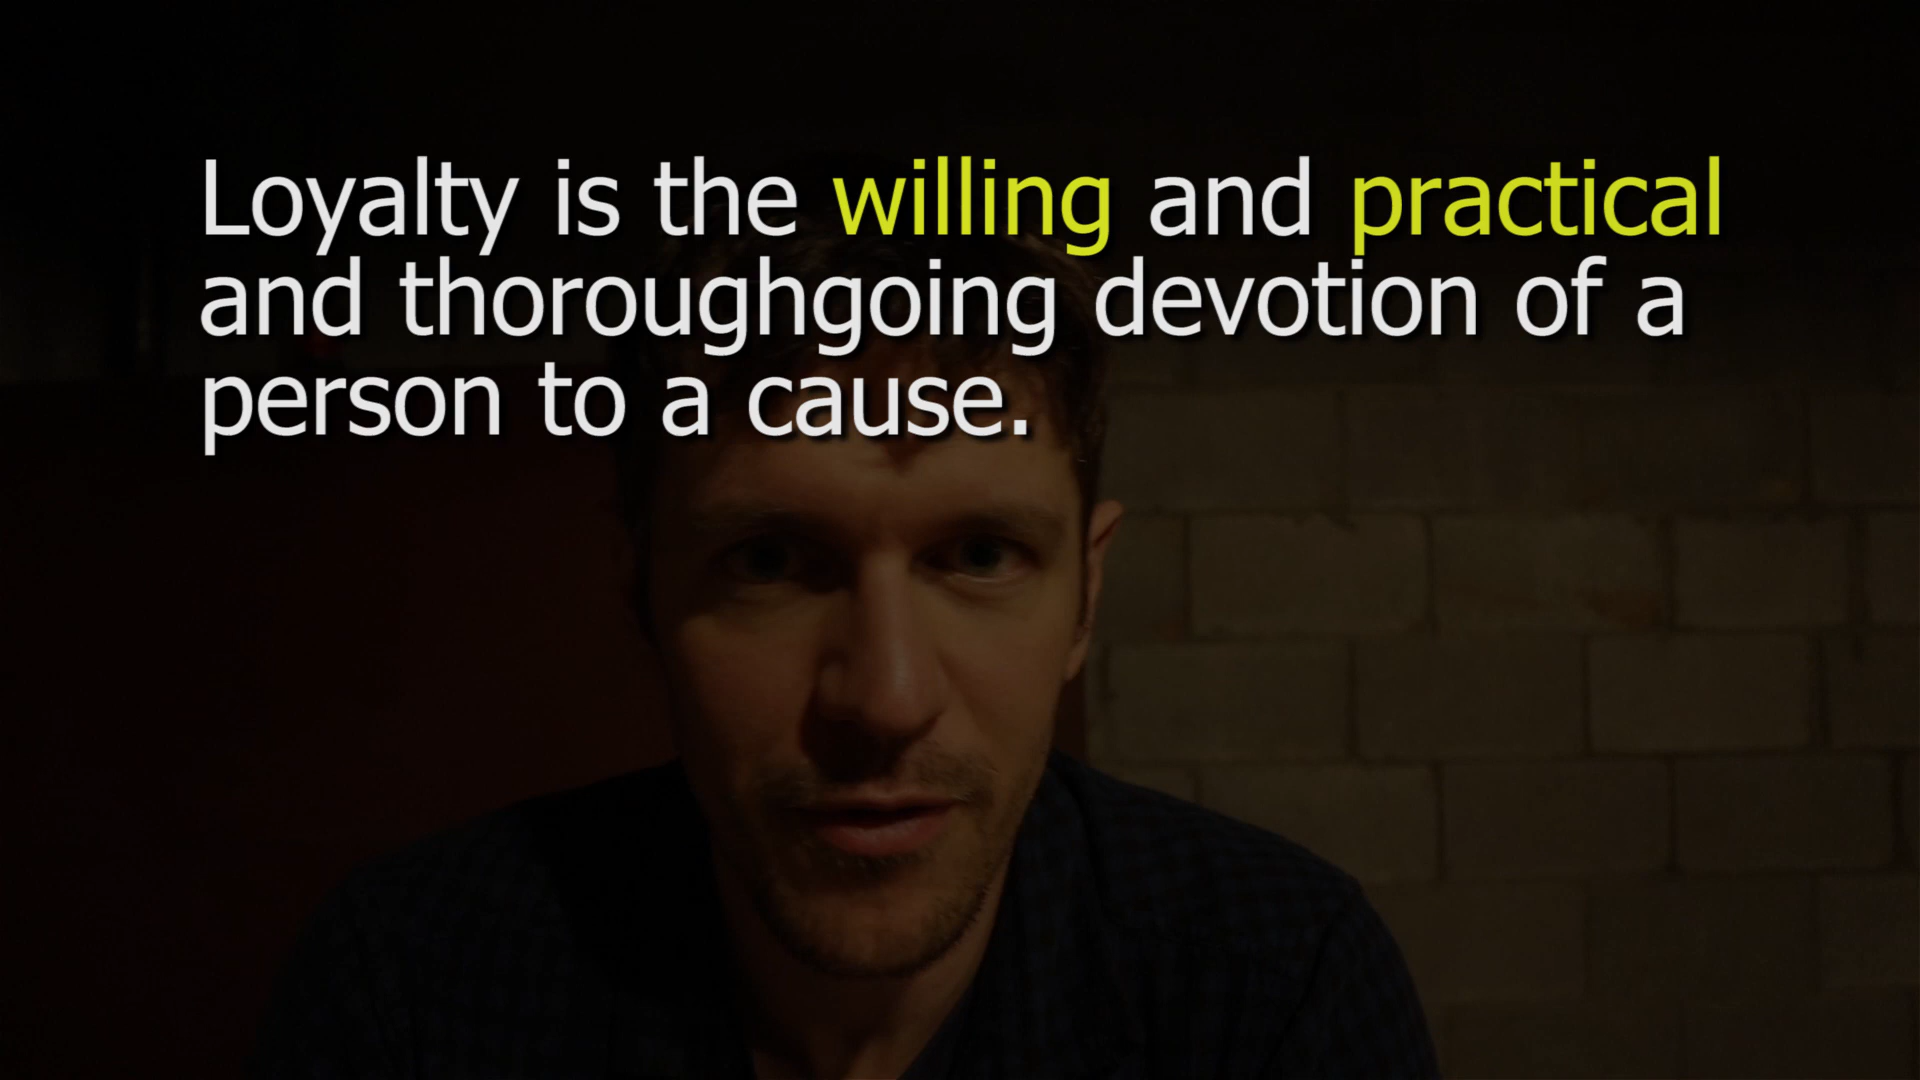 Loyalty is the willing and practical
and thoroughgoing devotion of a
person to a cause.